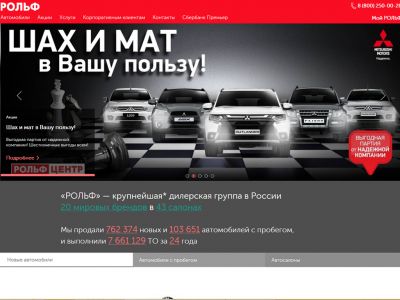 РОЛЬФ
8 (800) 250-00-20
Автомобили Акции Услуги Корпоративным клиентам Контакты Сбербанк Премьер
Мой РОЛЬФ
ШАХ И МАТ
в Вашу пользу!
MITSUBISHI
MOTORS
Акция
Шах и мат в Вашу пользу!
Выгодная партия от надежной
компании! Шестизначные выгоды всем!
Подробнее
РОЛЬФ ЦЕНТР
OUTLANDER
ВЫГОДНАЯ
ПАРТИЯ
ОТ НАДЕЖНОЙ
КОМПАНИИ
«РОЛЬФ» — крупнейшая* дилерская группа в России
20 мировых брендов в 43 салонах
Мы продали 762 374 новых и 103 651 автомобилей с пробегом,
и выполнили 7 661 129 ТО за 24 года
Новые автомобили
Автомобили с пробегом
Автосалоны